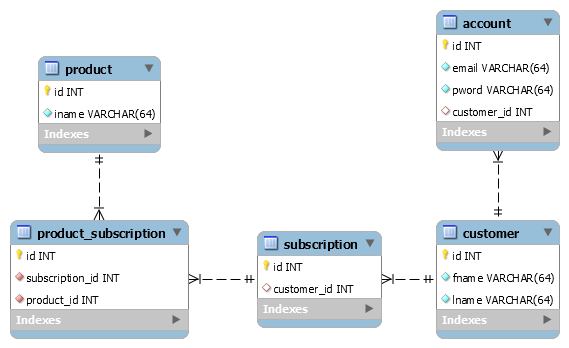 account
id INT
email VARCHAR(64)
pword VARCHAR(64)
customer_id INT
Indexes
product
id INT
iname VARCHAR(64)
Indexes
product_subscription
id INT
subscription_id INT
product_id INT
Indexes
subscription
id INT
customer_id INT
Indexes
customer
id INT
fname VARCHAR(64)
lname VARCHAR(64)
Indexes